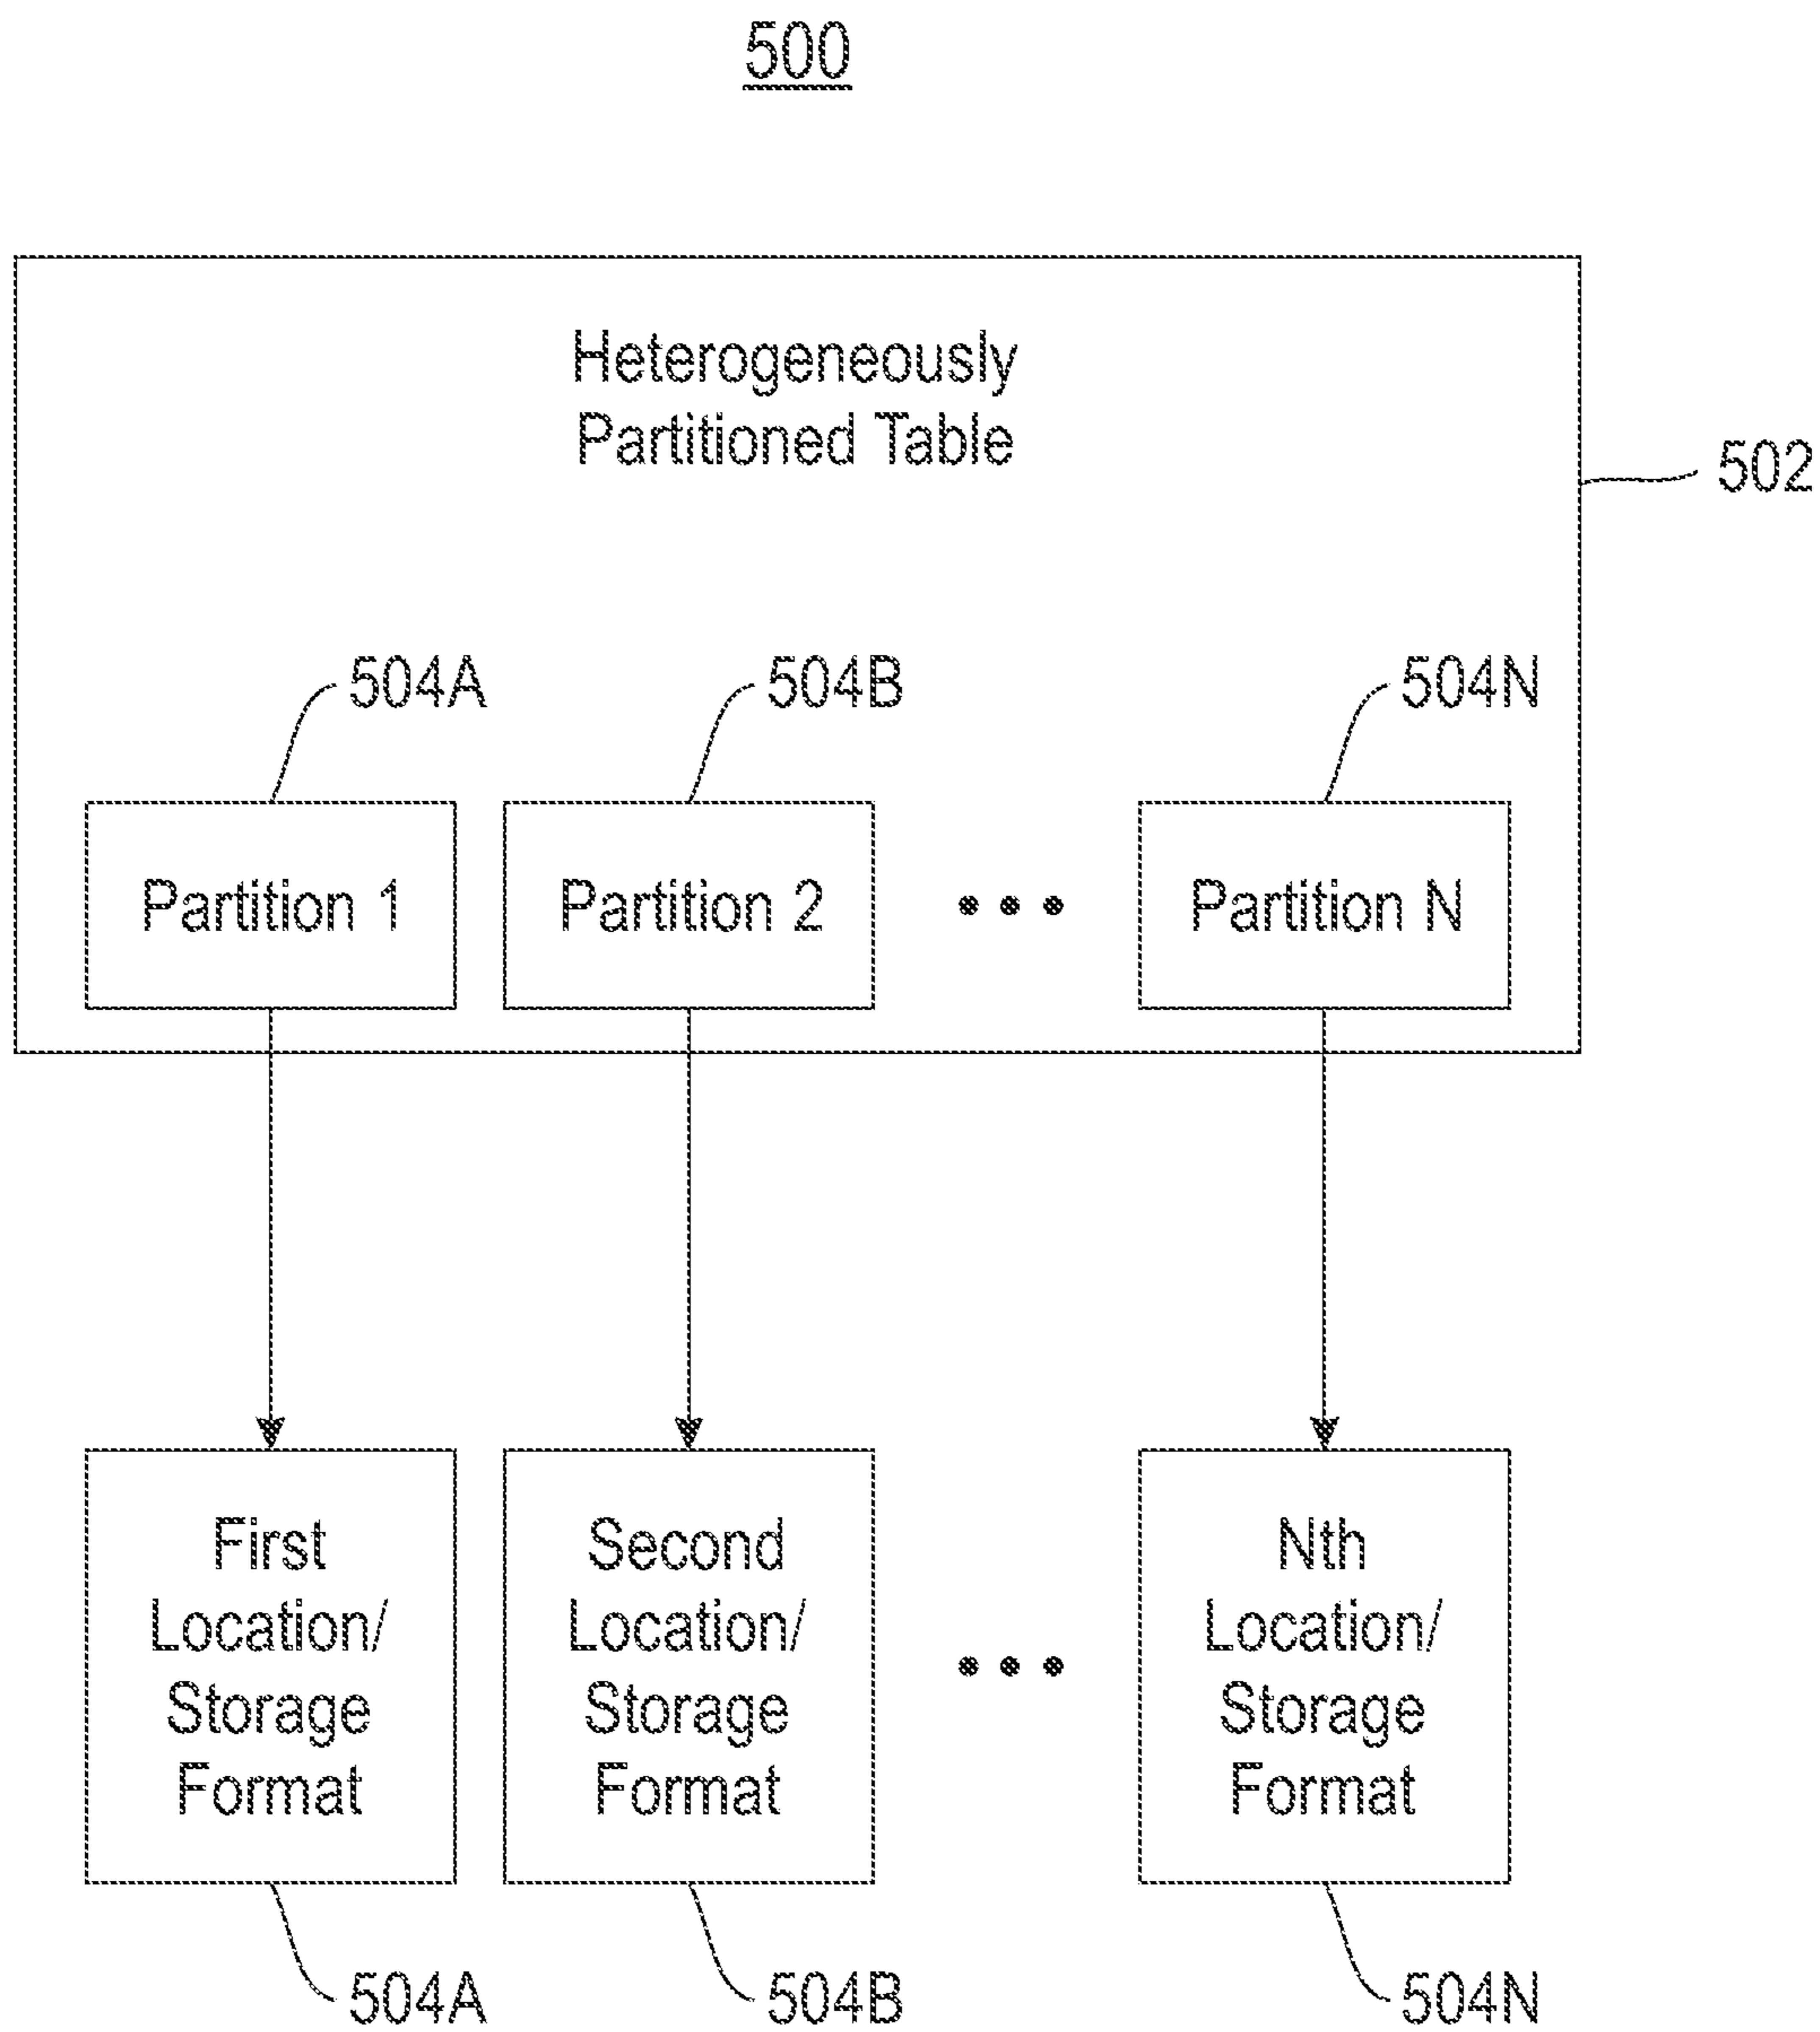 500
Heterogeneously
Partitioned Table
502
504A
504B
504N
Partition 1
Partition 2
Partition N
First
Location/
Storage
Format
Second
Location/
Storage
Format
Nth
Location/
Storage
Format
504A
504B
504N